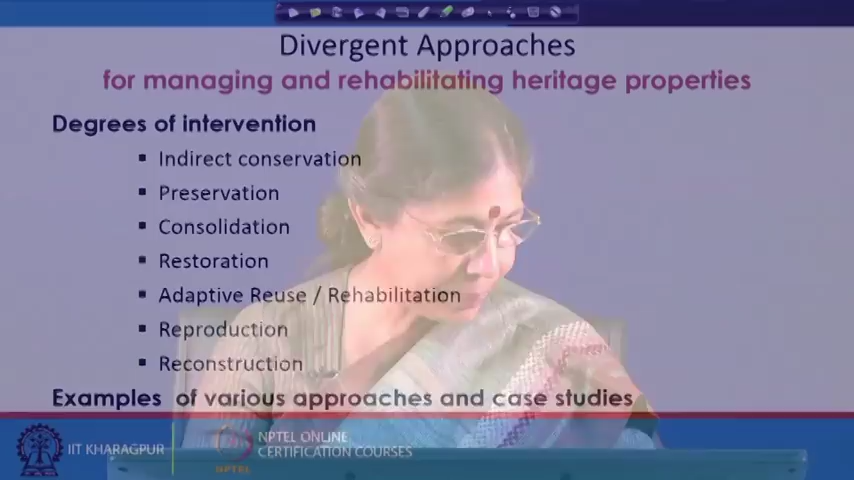 Divergent Approaches
for managing and rehabilitating heritage properties
Degrees of intervention
▪ Indirect conservation
▪ Preservation
▪ Consolidation
▪ Restoration
▪ Adaptive Reuse / Rehabilitation
▪ Reproduction
▪ Reconstruction
Examples of various approaches and case studies
IIT KHARAGPUR
NPTEL
NPTEL ONLINE
CERTIFICATION COURSES